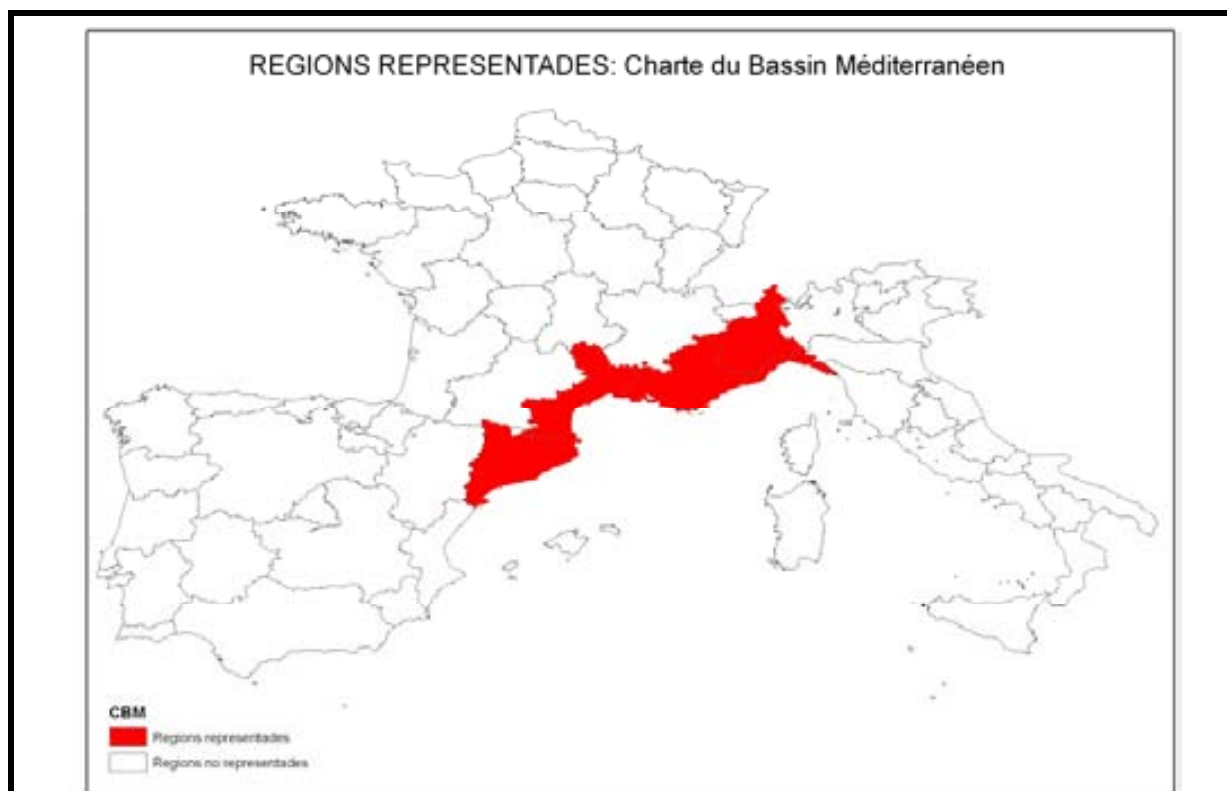 REGIONS REPRESENTADES: Charte du Bassin Méditerranéen
CBM
Regions representades
Regions no representades